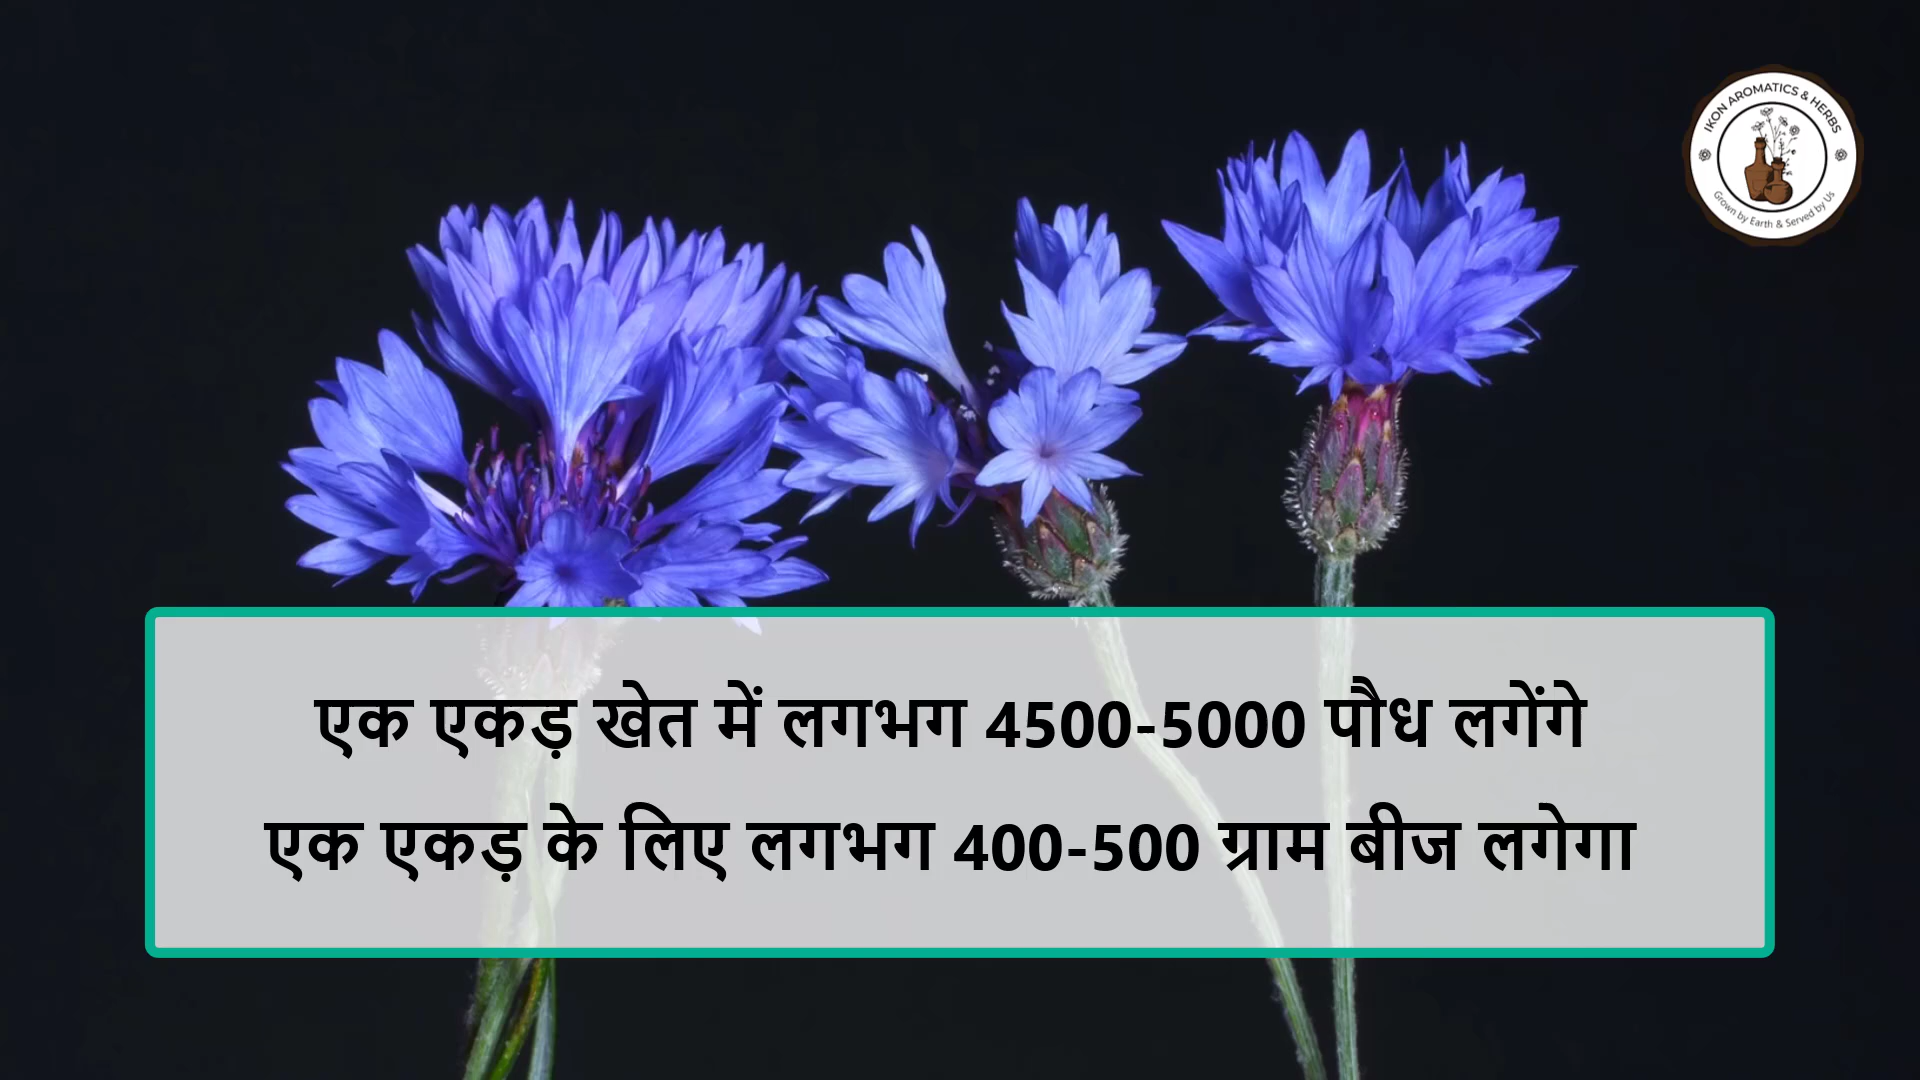 IKON AROMATICS & HERBS
Grown by Earth & Served by Us
एक एकड़ खेत में लगभग 4500-5000 पौध लगेंगे
एक एकड़ के लिए लगभग 400-500 ग्राम बीज लगेगा